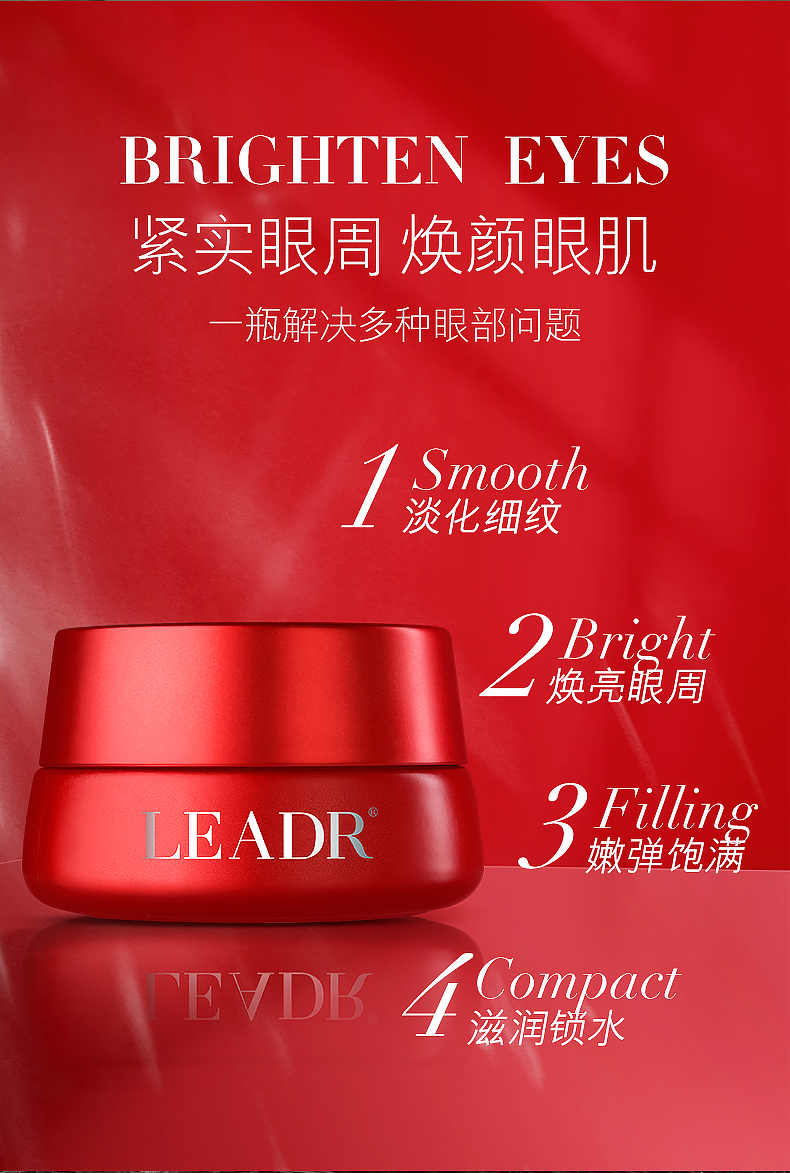 BRIGHTEN EYES
紧实眼周 焕颜眼肌
一瓶解决多种眼部问题
1 Smooth
淡化细纹
2 Bright
焕亮眼周
3 Filling
嫩弹饱满
LEADR®
4 Compact
滋润锁水